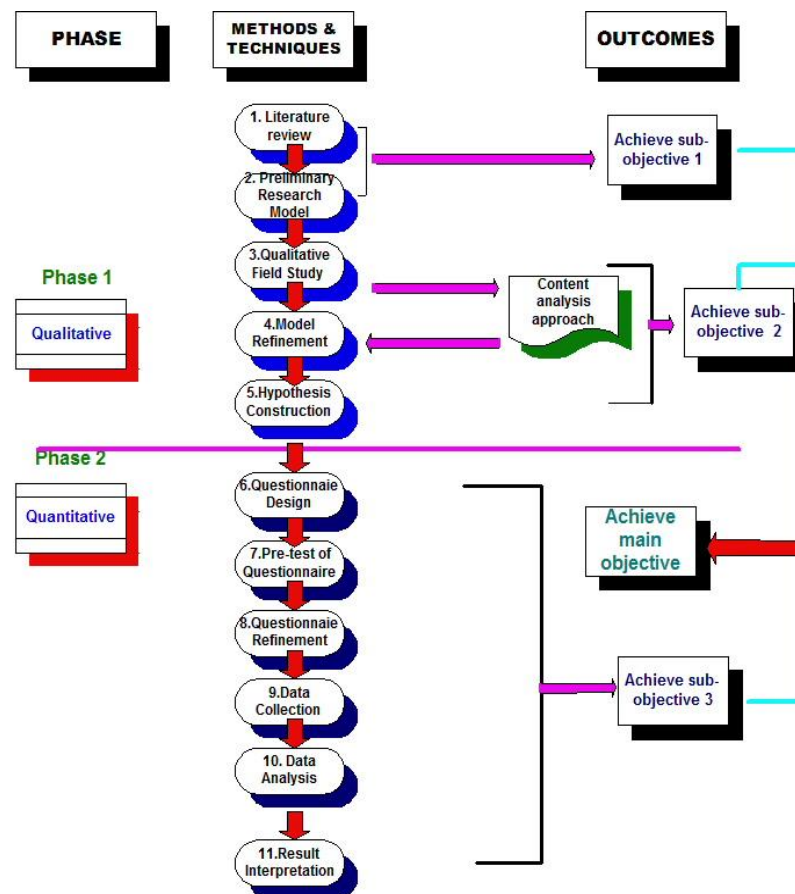 PHASE
METHODS &
TECHNIQUES
OUTCOMES
1. Literature
review
2. Preliminary
Research
Model
Achieve sub-
objective 1
Phase 1
Qualitative
3.Qualitative
Field Study
Content
analysis
approach
4.Model
Refinement
Achieve sub-
objective 2
5.Hypothesis
Construction
Phase 2
Quantitative
6.Questionnaie
Design
7.Pre-test of
Questionnaire
8.Questionnaie
Refinement
9.Data
Collection
10. Data
Analysis
11.Result
Interpretation
Achieve
main
objective
Achieve sub-
objective 3